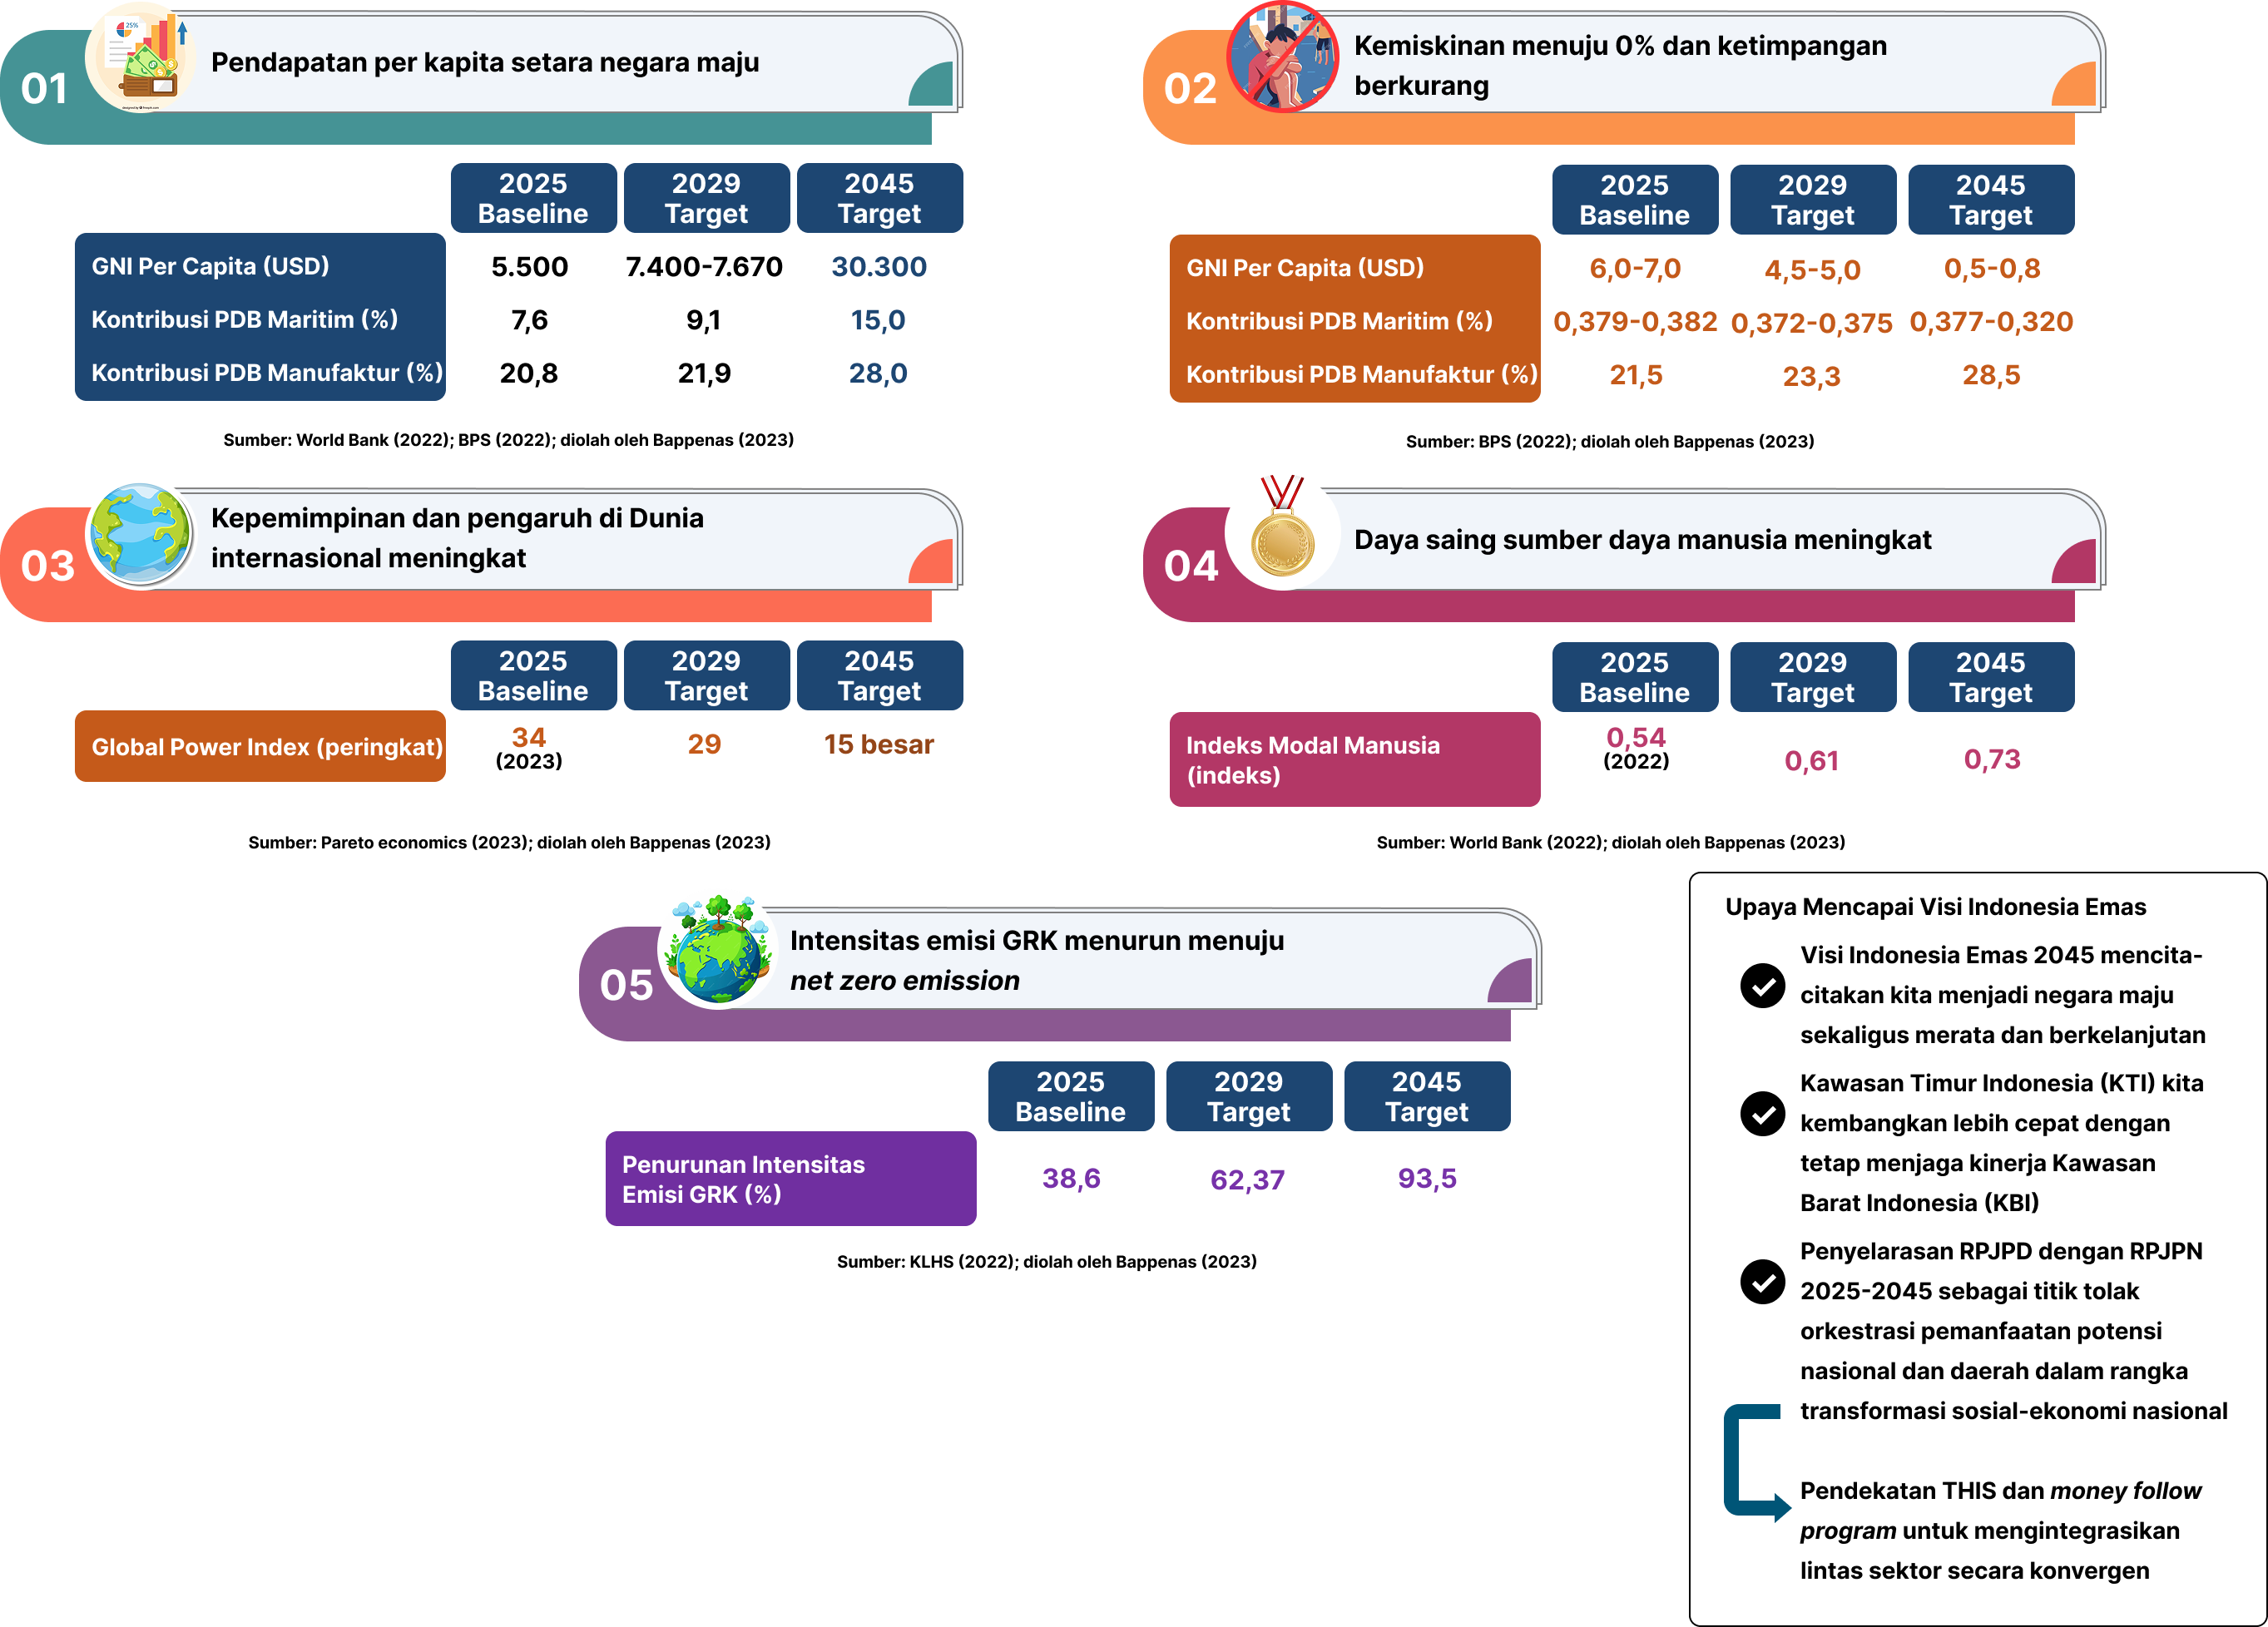 01
25%
Pendapatan per kapita setara negara maju
2025 Baseline
2029 Target
2045 Target
GNI Per Capita (USD) 5.500 7.400-7.670 30.300
Kontribusi PDB Maritim (%) 7,6 9,1 15,0
Kontribusi PDB Manufaktur (%) 20,8 21,9 28,0
Sumber: World Bank (2022); BPS (2022); diolah oleh Bappenas (2023)
02
Kemiskinan menuju 0% dan ketimpangan
berkurang
2025 Baseline
2029 Target
2045 Target
GNI Per Capita (USD) 6,0-7,0 4,5-5,0 0,5-0,8
Kontribusi PDB Maritim (%) 0,379-0,382 0,372-0,375 0,377-0,320
Kontribusi PDB Manufaktur (%) 21,5 23,3 28,5
Sumber: BPS (2022); diolah oleh Bappenas (2023)
03
Kepemimpinan dan pengaruh di Dunia
internasional meningkat
2025 Baseline
2029 Target
2045 Target
Global Power Index (peringkat) 34 29 15 besar
(2023)
Sumber: Pareto economics (2023); diolah oleh Bappenas (2023)
04
Daya saing sumber daya manusia meningkat
2025 Baseline
2029 Target
2045 Target
Indeks Modal Manusia
(indeks)
0,54
(2022)
0,61
0,73
Sumber: World Bank (2022); diolah oleh Bappenas (2023)
05
Intensitas emisi GRK menurun menuju
net zero emission
2025 Baseline
2029 Target
2045 Target
Penurunan Intensitas
Emisi GRK (%)
38,6 62,37 93,5
Sumber: KLHS (2022); diolah oleh Bappenas (2023)
Upaya Mencapai Visi Indonesia Emas
Visi Indonesia Emas 2045 mencita-
citakan kita menjadi negara maju
sekaligus merata dan berkelanjutan
Kawasan Timur Indonesia (KTI) kita
kembangkan lebih cepat dengan
tetap menjaga kinerja Kawasan
Barat Indonesia (KBI)
Penyelarasan RPJPD dengan RPJPN
2025-2045 sebagai titik tolak
orkestrasi pemanfaatan potensi
nasional dan daerah dalam rangka
transformasi sosial-ekonomi nasional
Pendekatan THIS dan money follow
program untuk mengintegrasikan
lintas sektor secara konvergen